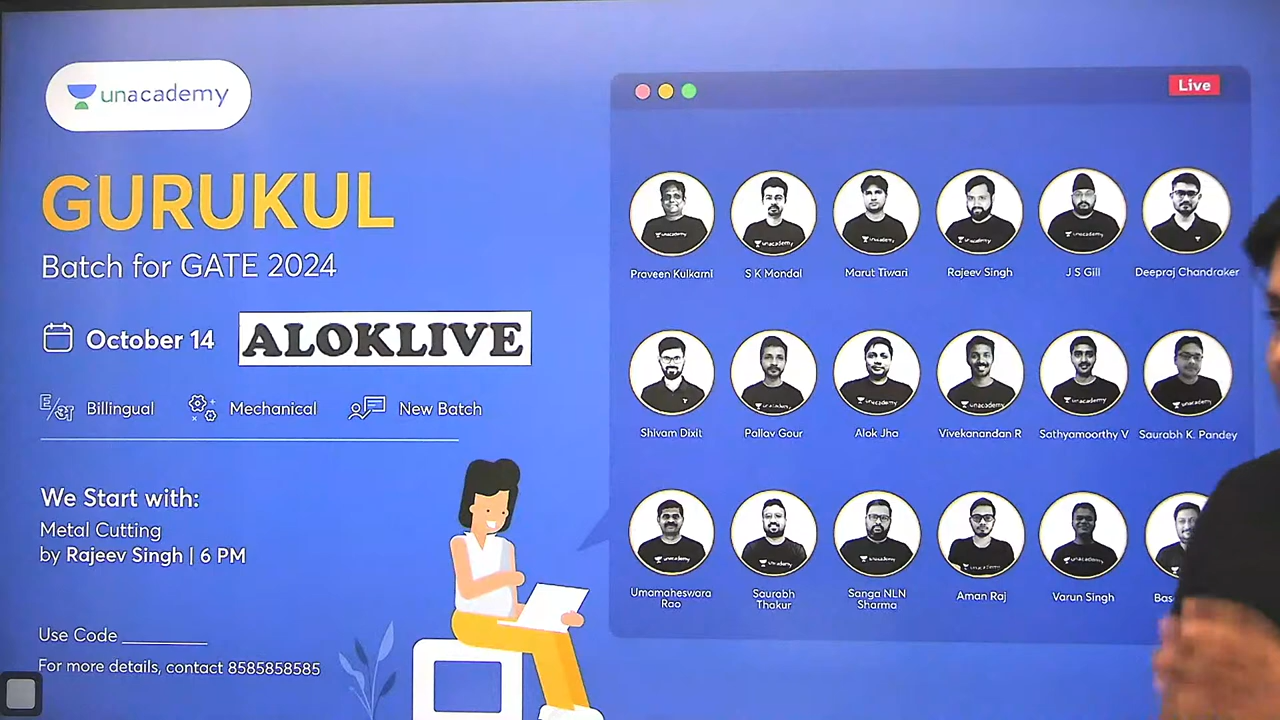 unacademy
GURUKUL
Batch for GATE 2024
October 14
ALOKLIVE
Billingual
Mechanical
New Batch
We Start with:
Metal Cutting
by Rajeev Singh | 6 PM
Use Code
For more details, contact 8585858585
Live
Praveen Kulkarni
S K Mondal
Marut Tiwari
Rajeev Singh
J S Gill
Deepraj Chandraker
Shivam Dixit
Pallav Gour
Alok Jha
Vivekanandan R
Sathyamoorthy V
Saurabh K. Pandey
Umamaheswara
Rao
Saurabh
Thakur
Sanga NLN
Sharma
Aman Raj
Varun Singh